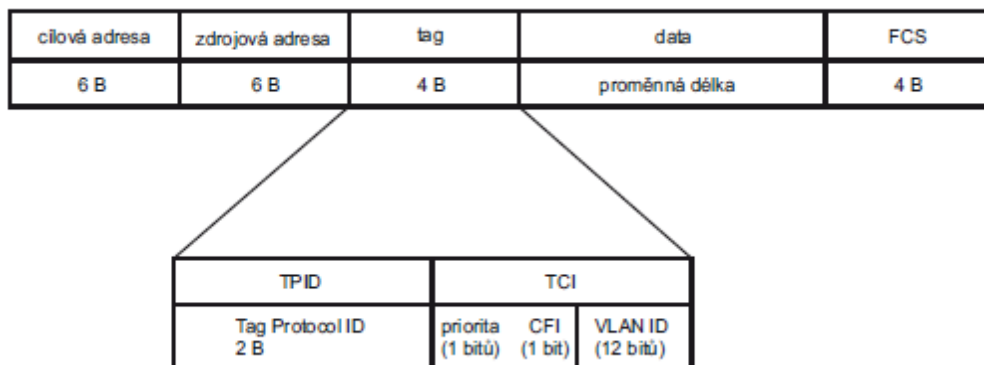 cílová adresa zdrojová adresa tag data FCS
6 B 6 B 4 B proměnná délka 4 B
TPID TCI
Tag Protocol ID priorita CFI VLAN ID
2 B (1 bitů) (1 bit) (12 bitů)